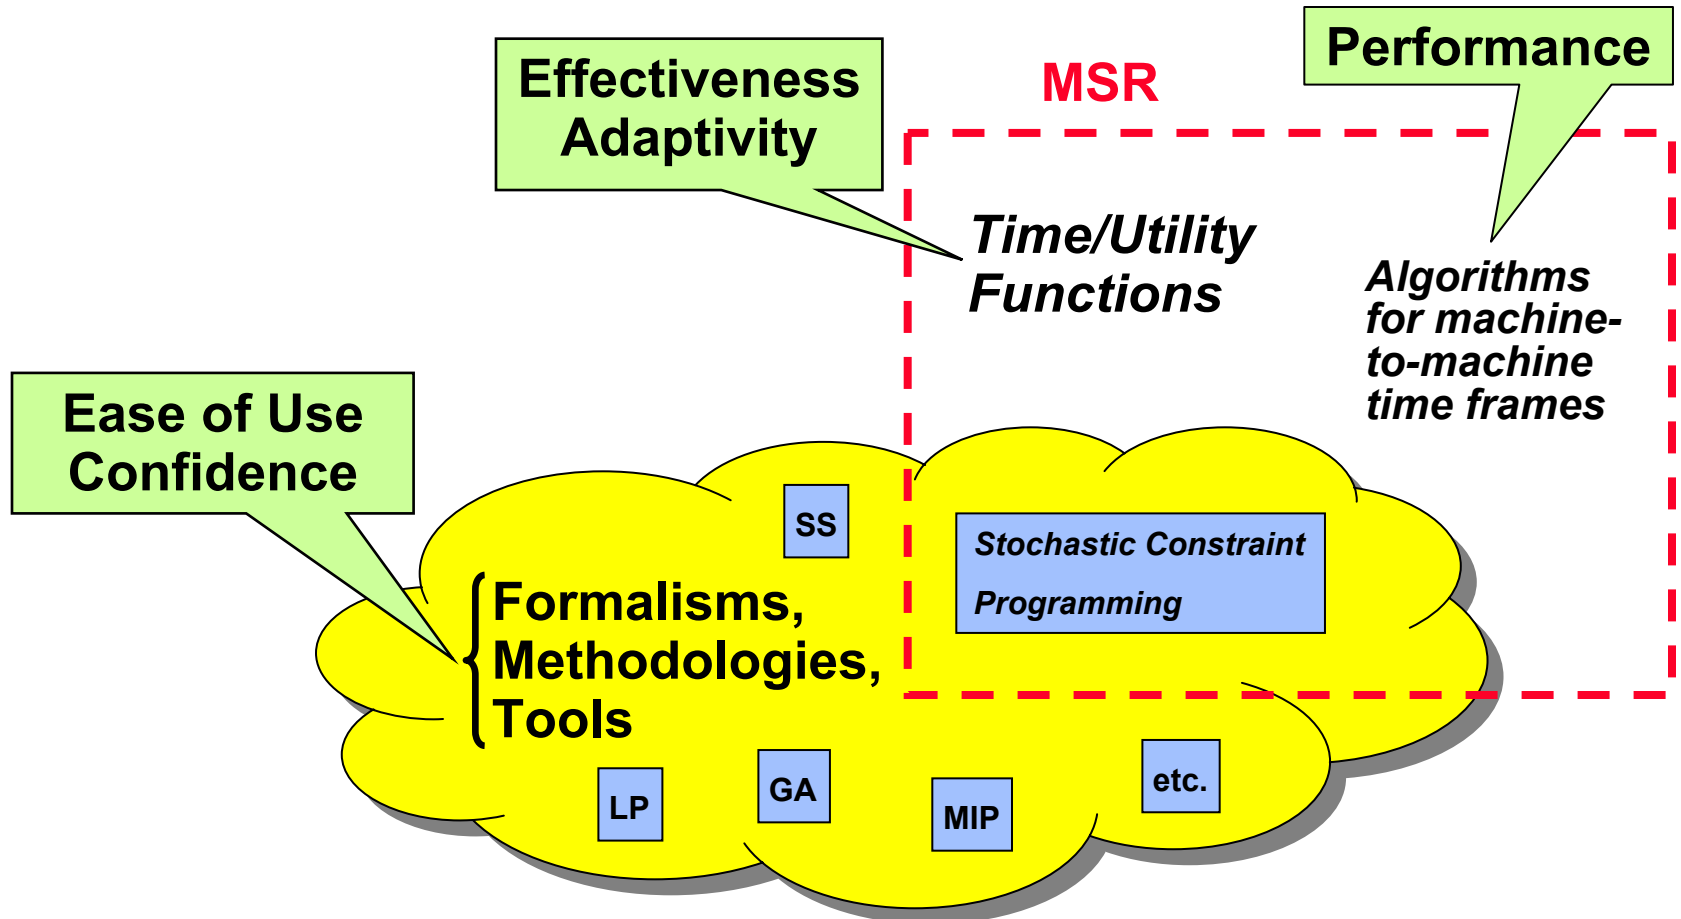 Performance
Effectiveness
Adaptivity
MSR
Time/Utility
Functions
Algorithms
for machine-
to-machine
time frames
Ease of Use
Confidence
SS
Stochastic Constraint
Programming
Formalisms,
Methodologies,
Tools
LP
GA
MIP
etc.